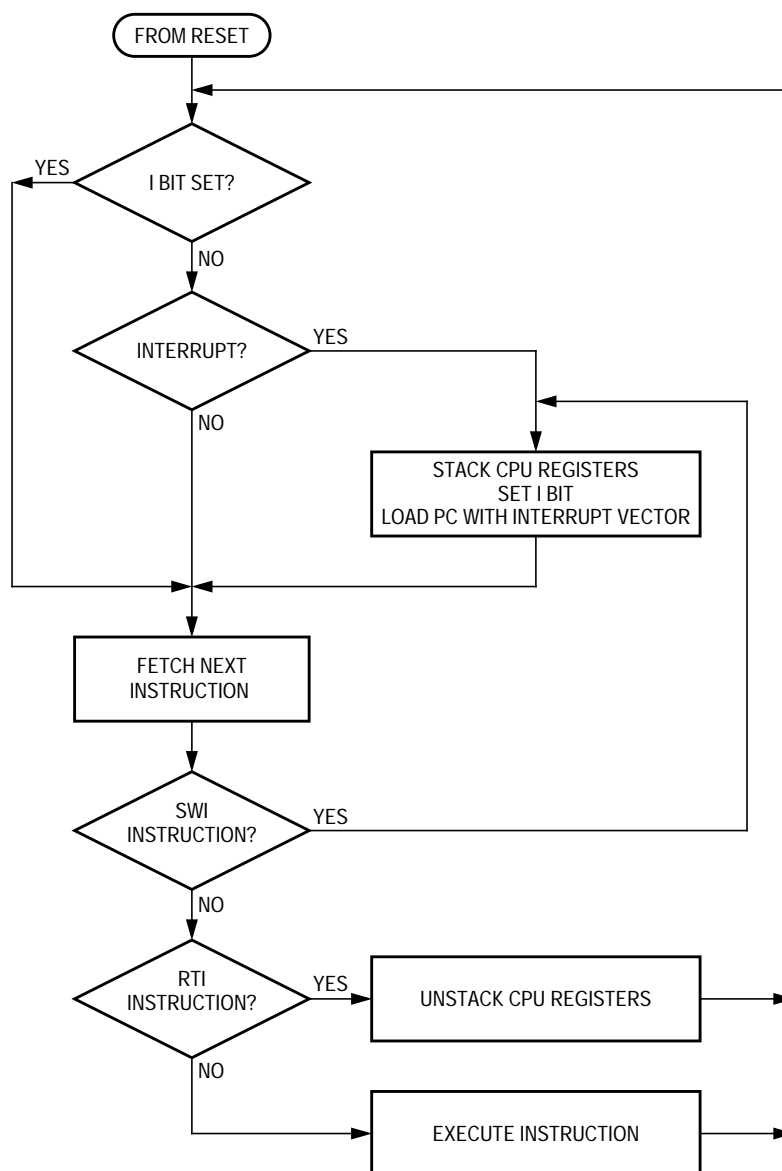 FROM RESET
YES
I BIT SET?
NO
INTERRUPT?
YES
NO
STACK CPU REGISTERS
SET I BIT
LOAD PC WITH INTERRUPT VECTOR
FETCH NEXT
INSTRUCTION
SWI
INSTRUCTION?
YES
NO
RTI
INSTRUCTION?
YES
UNSTACK CPU REGISTERS
NO
EXECUTE INSTRUCTION